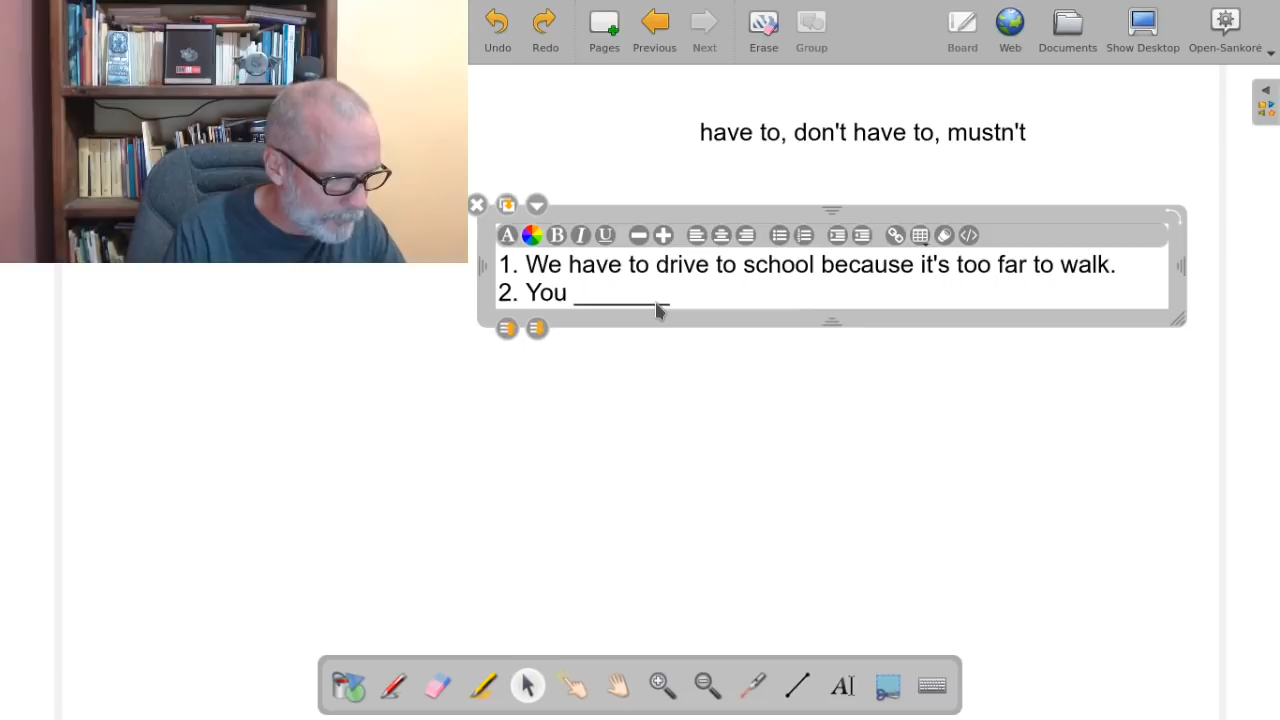 Undo Redo Pages Previous Next Erase Group Board Web Documents Show Desktop Open-Sankoré
have to, don't have to, mustn't
1. We have to drive to school because it's too far to walk.
2. You _______